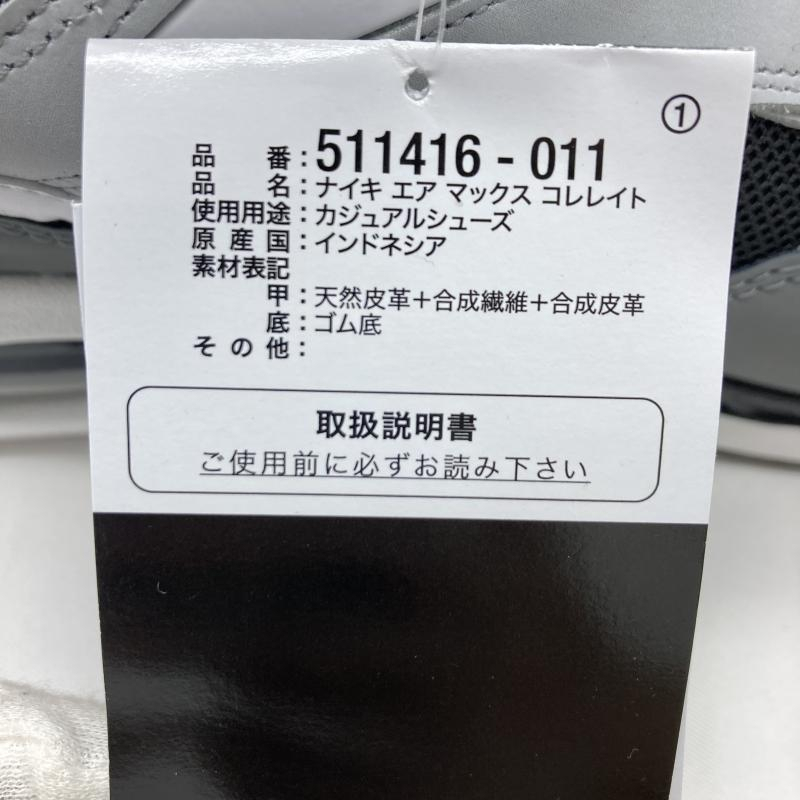 ①
品番：511416 - 011
品名：ナイキ エア マックス コレレイト
使用用途：カジュアルシューズ
原産国：インドネシア
素材表記
甲：天然皮革＋合成繊維＋合成皮革
底：ゴム底
その他：
取扱説明書
ご使用前に必ずお読み下さい